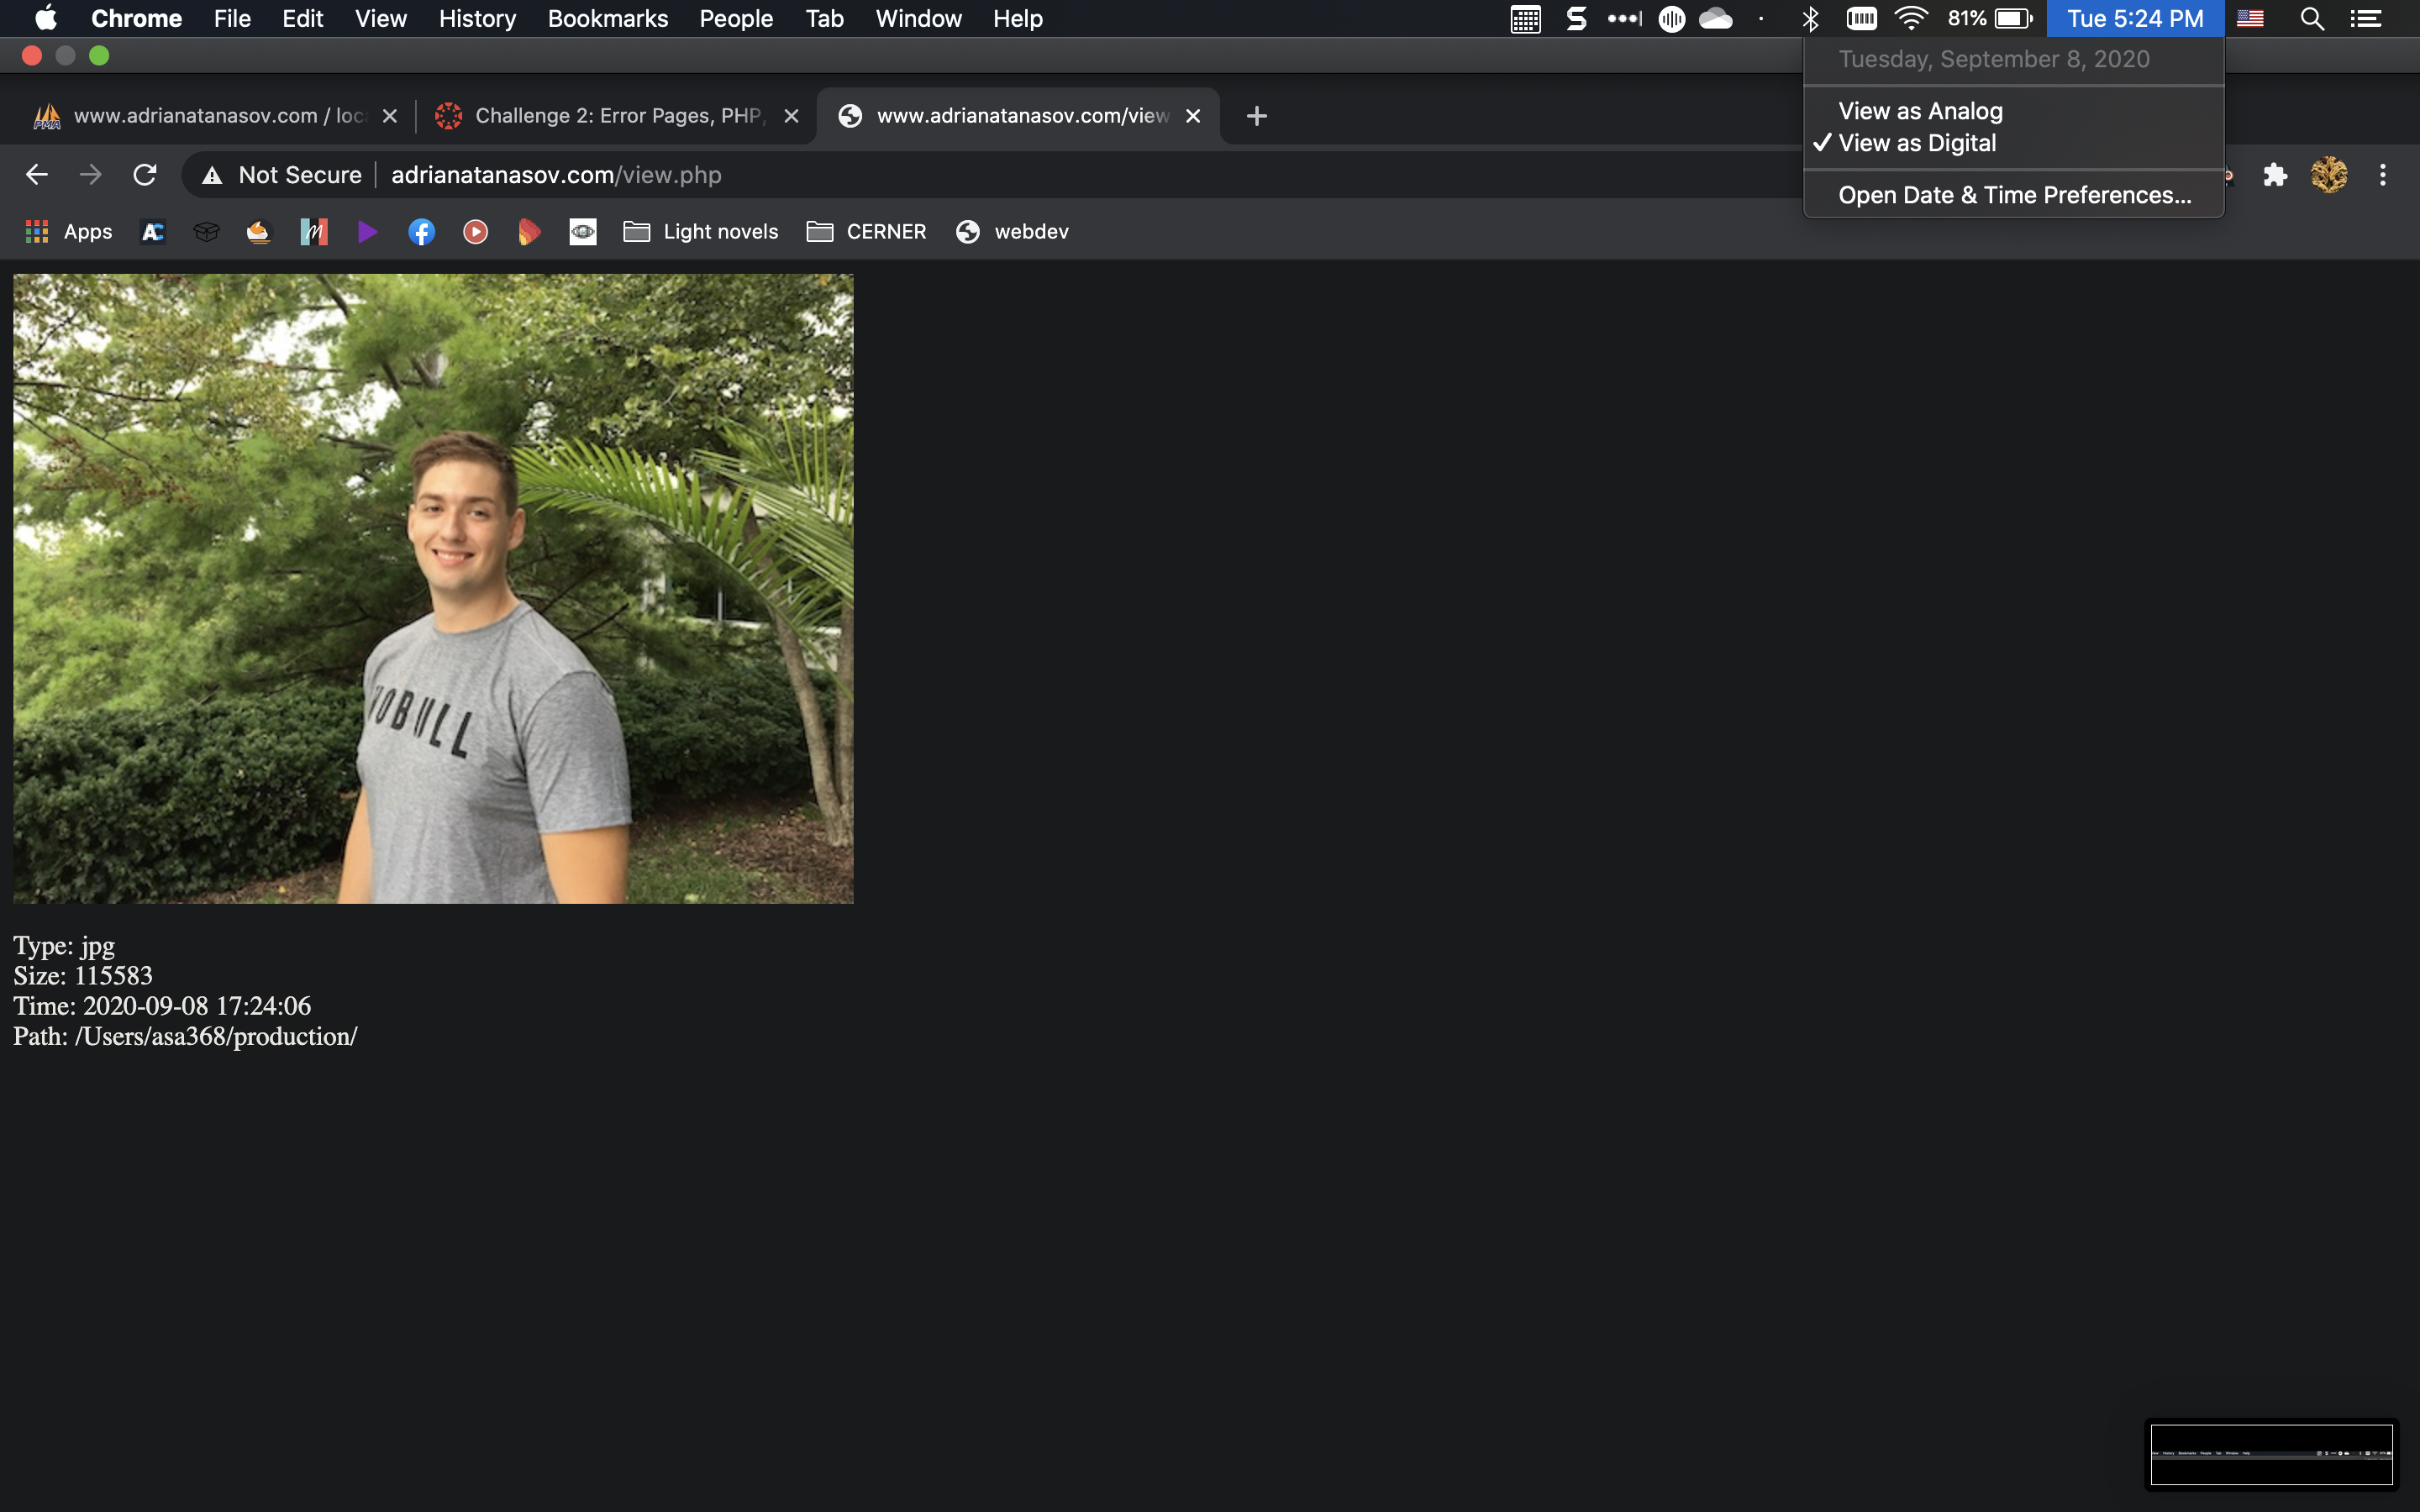 Chrome File Edit View History Bookmarks People Tab Window Help 81% Tue 5:24 PM
Tuesday, September 8, 2020
View as Analog
✓ View as Digital
Open Date & Time Preferences...
www.adrianatanasov.com / loc
Challenge 2: Error Pages, PHP,
www.adrianatanasov.com/view
Not Secure adrianatanasov.com/view.php
Apps Light novels CERNER webdev
Type: jpg
Size: 115583
Time: 2020-09-08 17:24:06
Path: /Users/asa368/production/